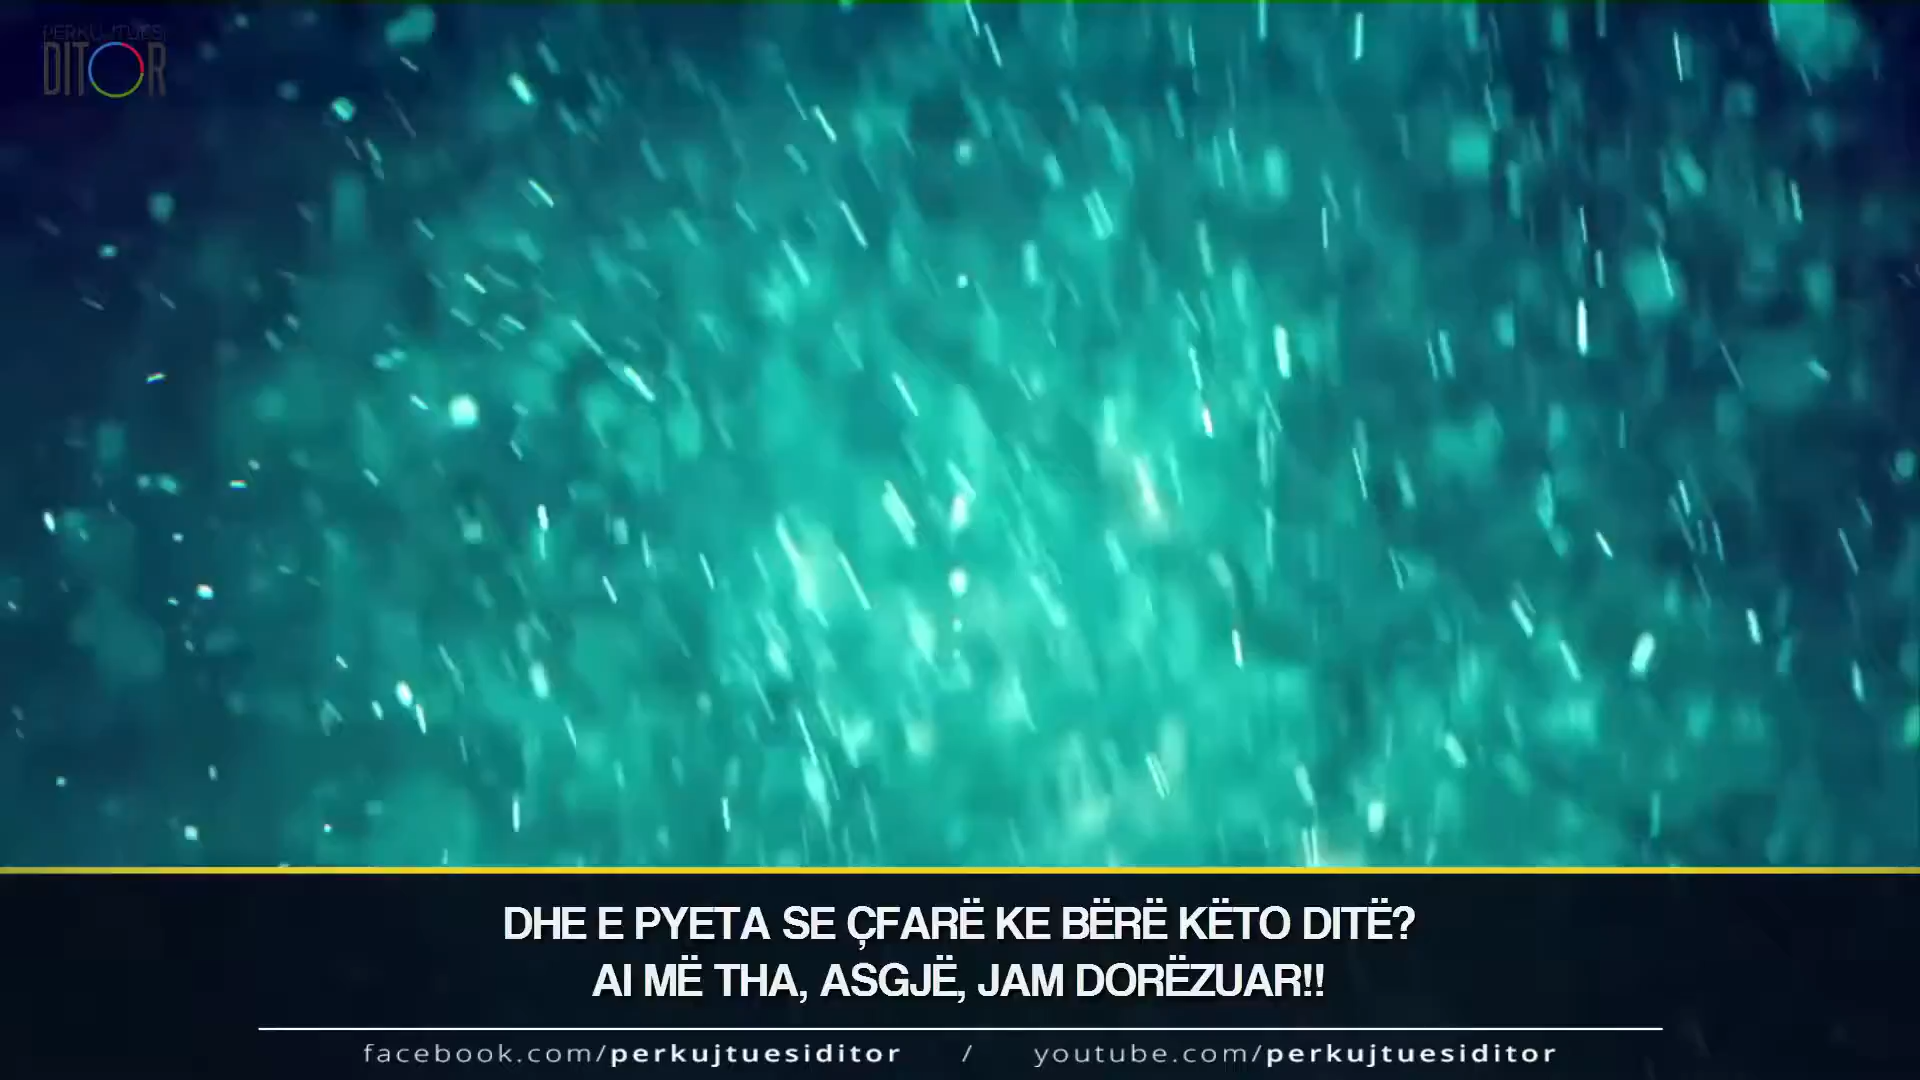 PERKUJTUESI
DITOR
DHE E PYETA SE ÇFARË KE BËRË KËTO DITË?
AI MË THA, ASGJË, JAM DORËZUAR!!
facebook.com/perkujtuesiditor / youtube.com/perkujtuesiditor